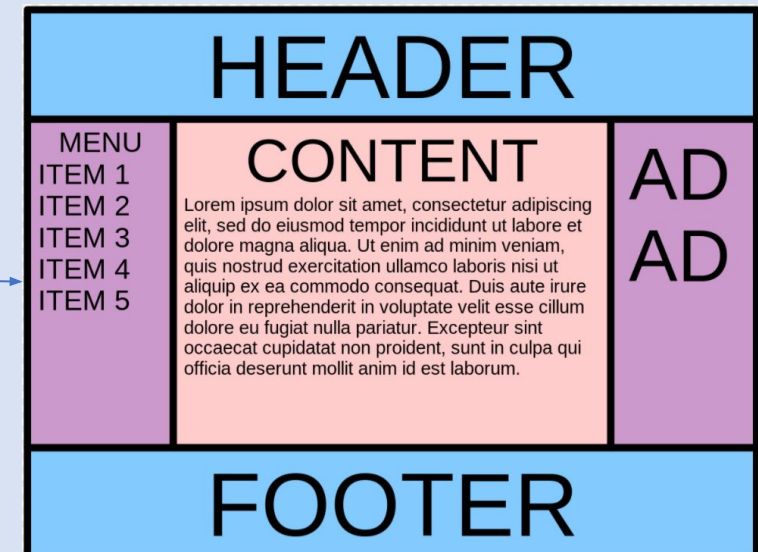 HEADER
MENU
ITEM 1
ITEM 2
ITEM 3
ITEM 4
ITEM 5
CONTENT
Lorem ipsum dolor sit amet, consectetur adipiscing
elit, sed do eiusmod tempor incididunt ut labore et
dolore magna aliqua. Ut enim ad minim veniam,
quis nostrud exercitation ullamco laboris nisi ut
aliquip ex ea commodo consequat. Duis aute irure
dolor in reprehenderit in voluptate velit esse cillum
dolore eu fugiat nulla pariatur. Excepteur sint
occaecat cupidatat non proident, sunt in culpa qui
officia deserunt mollit anim id est laborum.
AD
AD
FOOTER